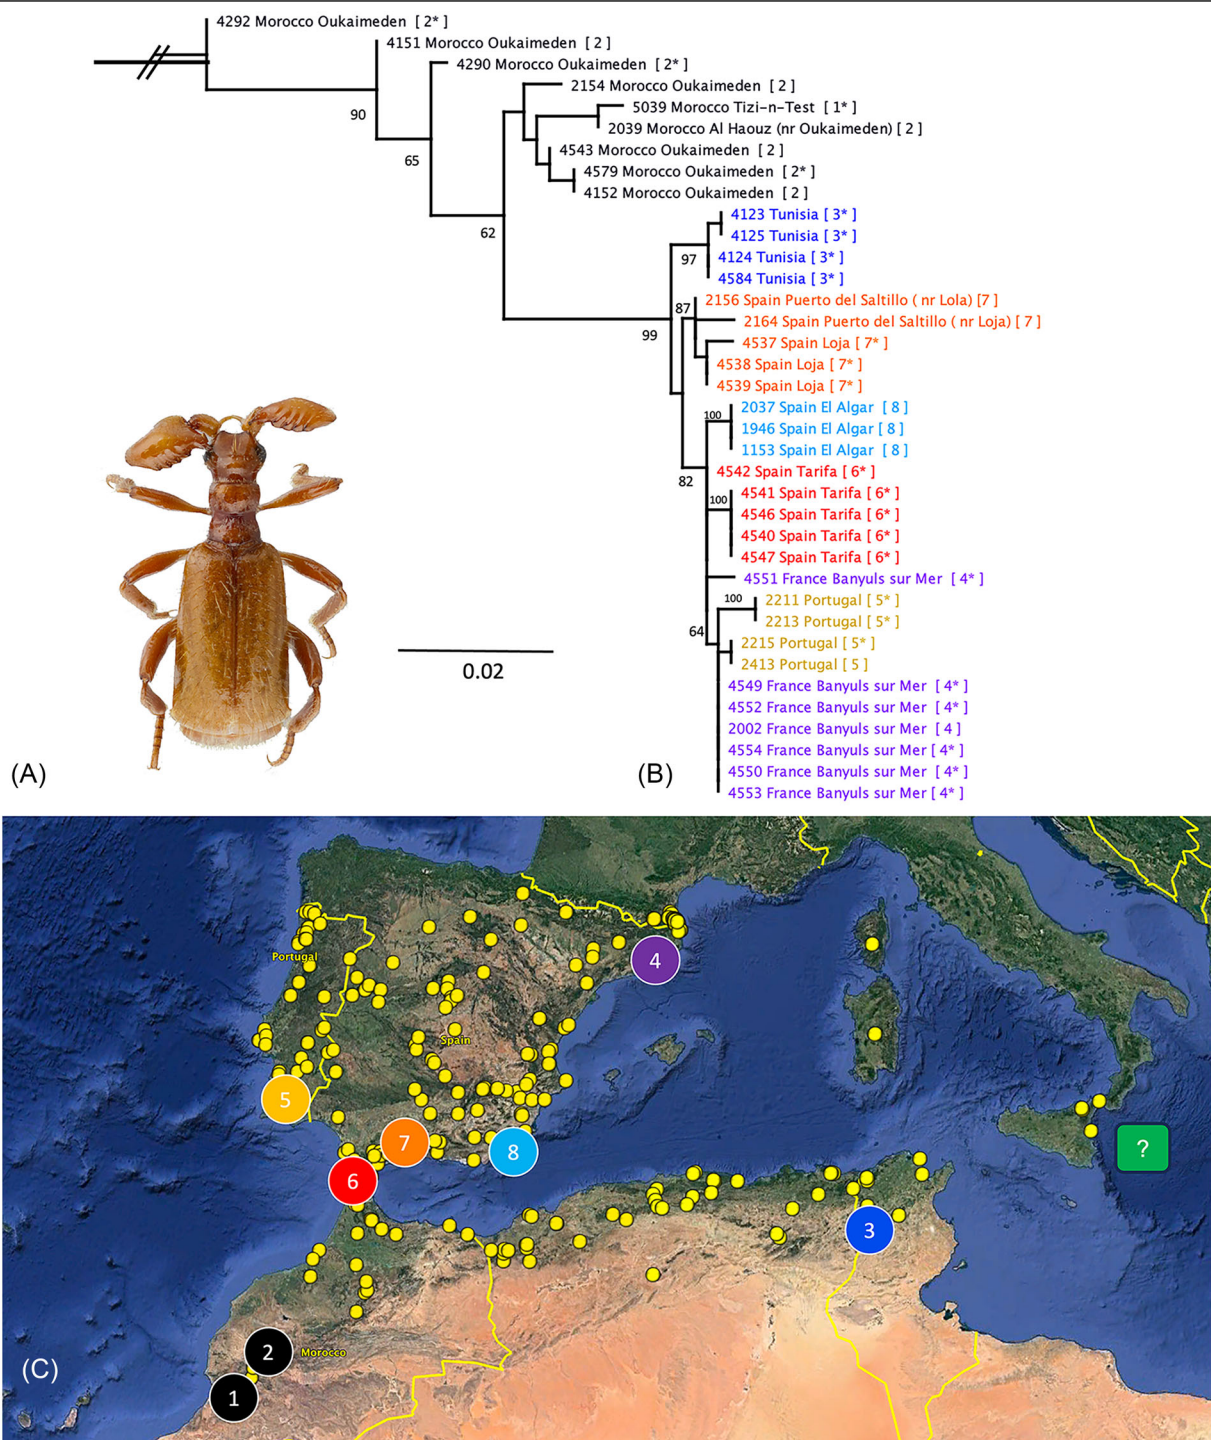 4292 Morocco Oukaimeden [ 2* ]
4151 Morocco Oukaimeden [ 2 ]
4290 Morocco Oukaimeden [ 2* ]
2154 Morocco Oukaimeden [ 2 ]
5039 Morocco Tizi-n-Test [ 1* ]
90
2039 Morocco Al Haouz (nr Oukaimeden) [ 2 ]
4543 Morocco Oukaimeden [ 2 ]
65
4579 Morocco Oukaimeden [ 2* ]
4152 Morocco Oukaimeden [ 2 ]
4123 Tunisia [ 3* ]
62
4125 Tunisia [ 3* ]
97
4124 Tunisia [ 3* ]
4584 Tunisia [ 3* ]
87
2156 Spain Puerto del Saltillo ( nr Lola) [7 ]
2164 Spain Puerto del Saltillo ( nr Loja) [ 7 ]
99
4537 Spain Loja [ 7* ]
4538 Spain Loja [ 7* ]
4539 Spain Loja [ 7* ]
2037 Spain El Algar [ 8 ]
100
1946 Spain El Algar [ 8 ]
1153 Spain El Algar [ 8 ]
4542 Spain Tarifa [ 6* ]
82
4541 Spain Tarifa [ 6* ]
100
4546 Spain Tarifa [ 6* ]
4540 Spain Tarifa [ 6* ]
4547 Spain Tarifa [ 6* ]
4551 France Banyuls sur Mer [ 4* ]
100
2211 Portugal [ 5* ]
2213 Portugal [ 5* ]
64
2215 Portugal [ 5* ]
2413 Portugal [ 5 ]
0.02
4549 France Banyuls sur Mer [ 4* ]
4552 France Banyuls sur Mer [ 4* ]
2002 France Banyuls sur Mer [ 4 ]
4554 France Banyuls sur Mer [ 4* ]
4550 France Banyuls sur Mer [ 4* ]
4553 France Banyuls sur Mer [ 4* ]
(A)
(B)
Portugal
4
Spain
5
7
8
?
6
3
2
Morocco
1
(C)